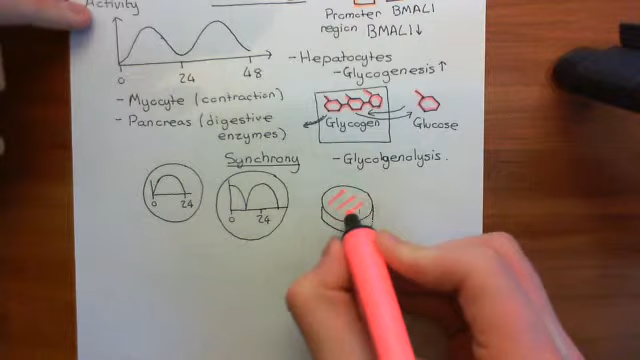 Activity
0 24 48
- Myocyte (contraction)
- Pancreas (digestive
enzymes)
Promoter BMAL1
region BMAL1↓
- Hepatocytes
- Glycogenesis ↑
Glycogen Glucose
- Glycolgenolysis.
Synchrony
0 24
0 24